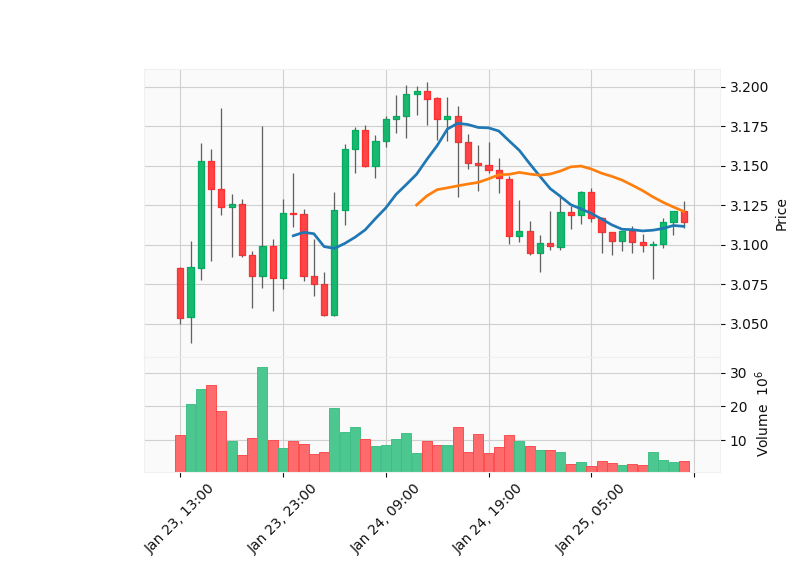 3.200
3.175
3.150
3.125
3.100
3.075
3.050
Price
30
20
10
Volume 10⁶
Jan 23, 13:00
Jan 23, 23:00
Jan 24, 09:00
Jan 24, 19:00
Jan 25, 05:00